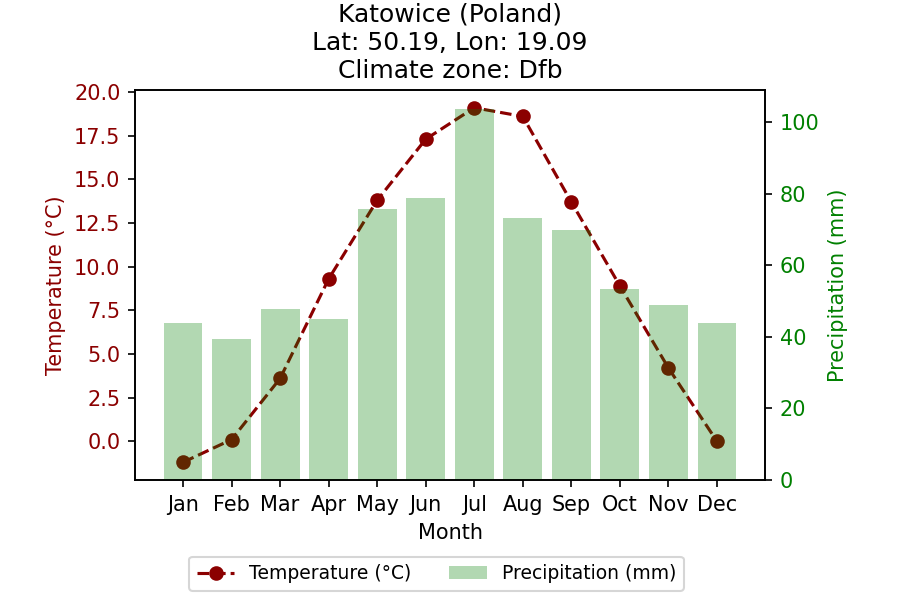 Katowice (Poland)
Lat: 50.19, Lon: 19.09
Climate zone: Dfb
Temperature (°C)
20.0
17.5
15.0
12.5
10.0
7.5
5.0
2.5
0.0
100
80
60
40
20
0
Precipitation (mm)
Jan Feb Mar Apr May Jun Jul Aug Sep Oct Nov Dec
Month
Temperature (°C) Precipitation (mm)